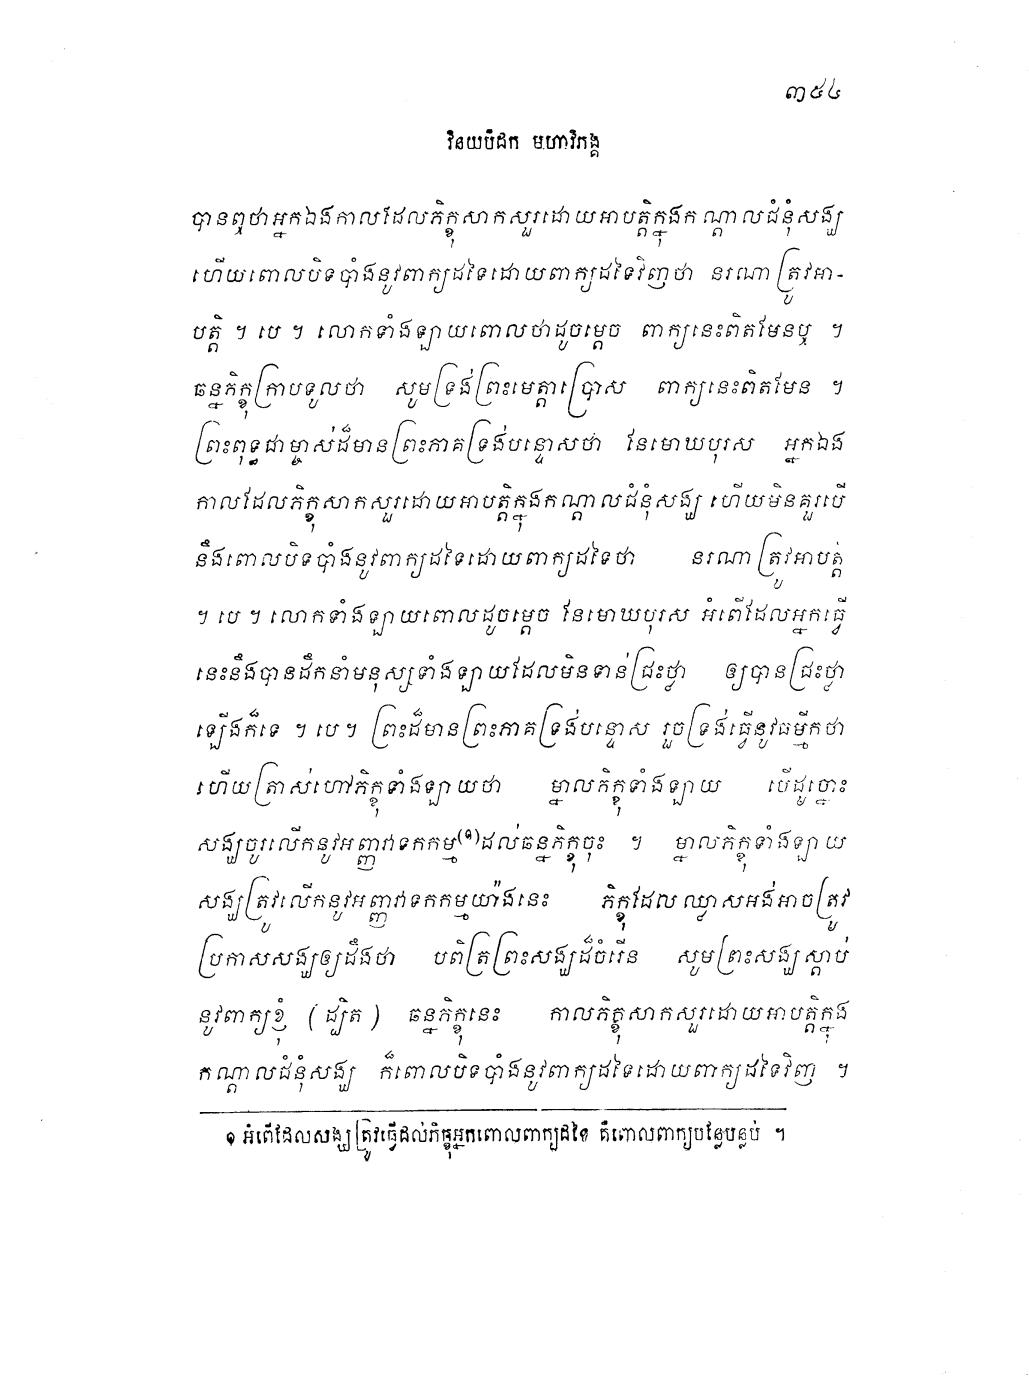 ៣៥៤
វិនយបិដក មហាវិភង្គ
បានឮថាអ្នកឯងកាលដែលភិក្ខុសាកសួរដោយអាបត្តិក្នុងកណ្តាលជំនុំសង្ឃ
ហើយពោលបិទបាំងនូវពាក្យដទៃដោយពាក្យដទៃវិញថា នរណាត្រូវអា-
បត្តិ ។ បេ ។ លោកទាំងឡាយពោលថាដូចម្តេច ពាក្យនេះពិតមែនឬ ។
ឆន្នភិក្ខុក្រាបទូលថា សូមទ្រង់ព្រះមេត្តាប្រោស ពាក្យនេះពិតមែន ។
ព្រះពុទ្ធជាម្ចាស់ដ៏មានព្រះភាគទ្រង់បន្ទោសថា នែមោឃបុរស អ្នកឯង
កាលដែលភិក្ខុសាកសួរដោយអាបត្តិក្នុងកណ្តាលជំនុំសង្ឃ ហើយមិនគួរបើ
នឹងពោលបិទបាំងនូវពាក្យដទៃដោយពាក្យដទៃថា នរណាត្រូវអាបត្តិ
។ បេ ។ លោកទាំងឡាយពោលដូចម្តេច នែមោឃបុរស អំពើដែលអ្នកធ្វើ
នេះនឹងបានដឹកនាំមនុស្សទាំងឡាយដែលមិនទាន់ជ្រះថ្លា ឲ្យបានជ្រះថ្លា
ឡើងក៏ទេ ។ បេ ។ ព្រះដ៏មានព្រះភាគទ្រង់បន្ទោស រួចទ្រង់ធ្វើនូវធម្មីកថា
ហើយត្រាស់ហៅភិក្ខុទាំងឡាយថា ម្នាលភិក្ខុទាំងឡាយ បើដូច្នោះ
សង្ឃចូរលើកនូវអញ្ញវាទកកម្ម(១)ដល់ឆន្នភិក្ខុចុះ ។ ម្នាលភិក្ខុទាំងឡាយ
សង្ឃត្រូវលើកនូវអញ្ញវាទកកម្មយ៉ាងនេះ ភិក្ខុដែលឈ្លាសអង់អាចត្រូវ
ប្រកាសសង្ឃឲ្យដឹងថា បពិត្រព្រះសង្ឃដ៏ចំរើន សូមព្រះសង្ឃស្តាប់
នូវពាក្យខ្ញុំ (ដ្បិត) ឆន្នភិក្ខុនេះ កាលភិក្ខុសាកសួរដោយអាបត្តិក្នុង
កណ្តាលជំនុំសង្ឃ ក៏ពោលបិទបាំងនូវពាក្យដទៃដោយពាក្យដទៃវិញ ។
១ អំពើដែលសង្ឃត្រូវធ្វើដល់ភិក្ខុអ្នកពោលពាក្យដទៃ គឺពោលពាក្យបន្លែបន្លប់ ។